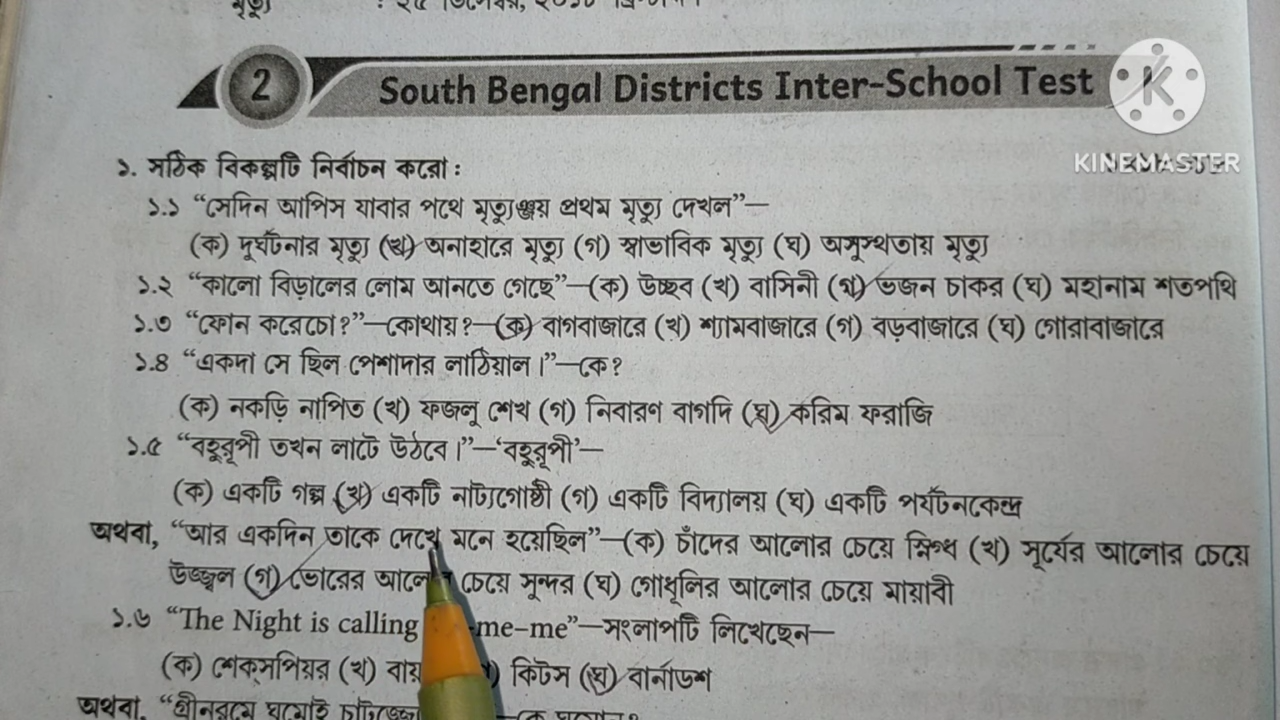 মৃত্যু : ২৫ ডিসেম্বর,
2 South Bengal Districts Inter-School Test
KINEMASTER
১. সঠিক বিকল্পটি নির্বাচন করো :
১.১ “সেদিন আপিস যাবার পথে মৃত্যুঞ্জয় প্রথম মৃত্যু দেখল”—
(ক) দুর্ঘটনার মৃত্যু (খ) অনাহারে মৃত্যু (গ) স্বাভাবিক মৃত্যু (ঘ) অসুস্থতায় মৃত্যু
১.২ “কালো বিড়ালের লোম আনতে গেছে”—(ক) উচ্ছব (খ) বাসিনী (গ) ভজন চাকর (ঘ) মহানাম শতপথি
১.৩ “ফোন করেচো?”—কোথায়?—(ক) বাগবাজারে (খ) শ্যামবাজারে (গ) বড়বাজারে (ঘ) গোরাবাজারে
১.৪ “একদা সে ছিল পেশাদার লাঠিয়াল।”—কে?
(ক) নকড়ি নাপিত (খ) ফজলু শেখ (গ) নিবারণ বাগদি (ঘ) করিম ফরাজি
১.৫ “বহুরূপী তখন লাটে উঠবে।”—‘বহুরূপী’—
(ক) একটি গল্প (খ) একটি নাট্যগোষ্ঠী (গ) একটি বিদ্যালয় (ঘ) একটি পর্যটনকেন্দ্র
অথবা, “আর একদিন তাকে দেখে মনে হয়েছিল”—(ক) চাঁদের আলোর চেয়ে স্নিগ্ধ (খ) সূর্যের আলোর চেয়ে
উজ্জ্বল (গ) ভোরের আলোর চেয়ে সুন্দর (ঘ) গোধূলির আলোর চেয়ে মায়াবী
১.৬ “The Night is calling me-me”—সংলাপটি লিখেছেন—
(ক) শেক্‌সপিয়র (খ) কিটস (ঘ) বার্নাডশ
অথবা,